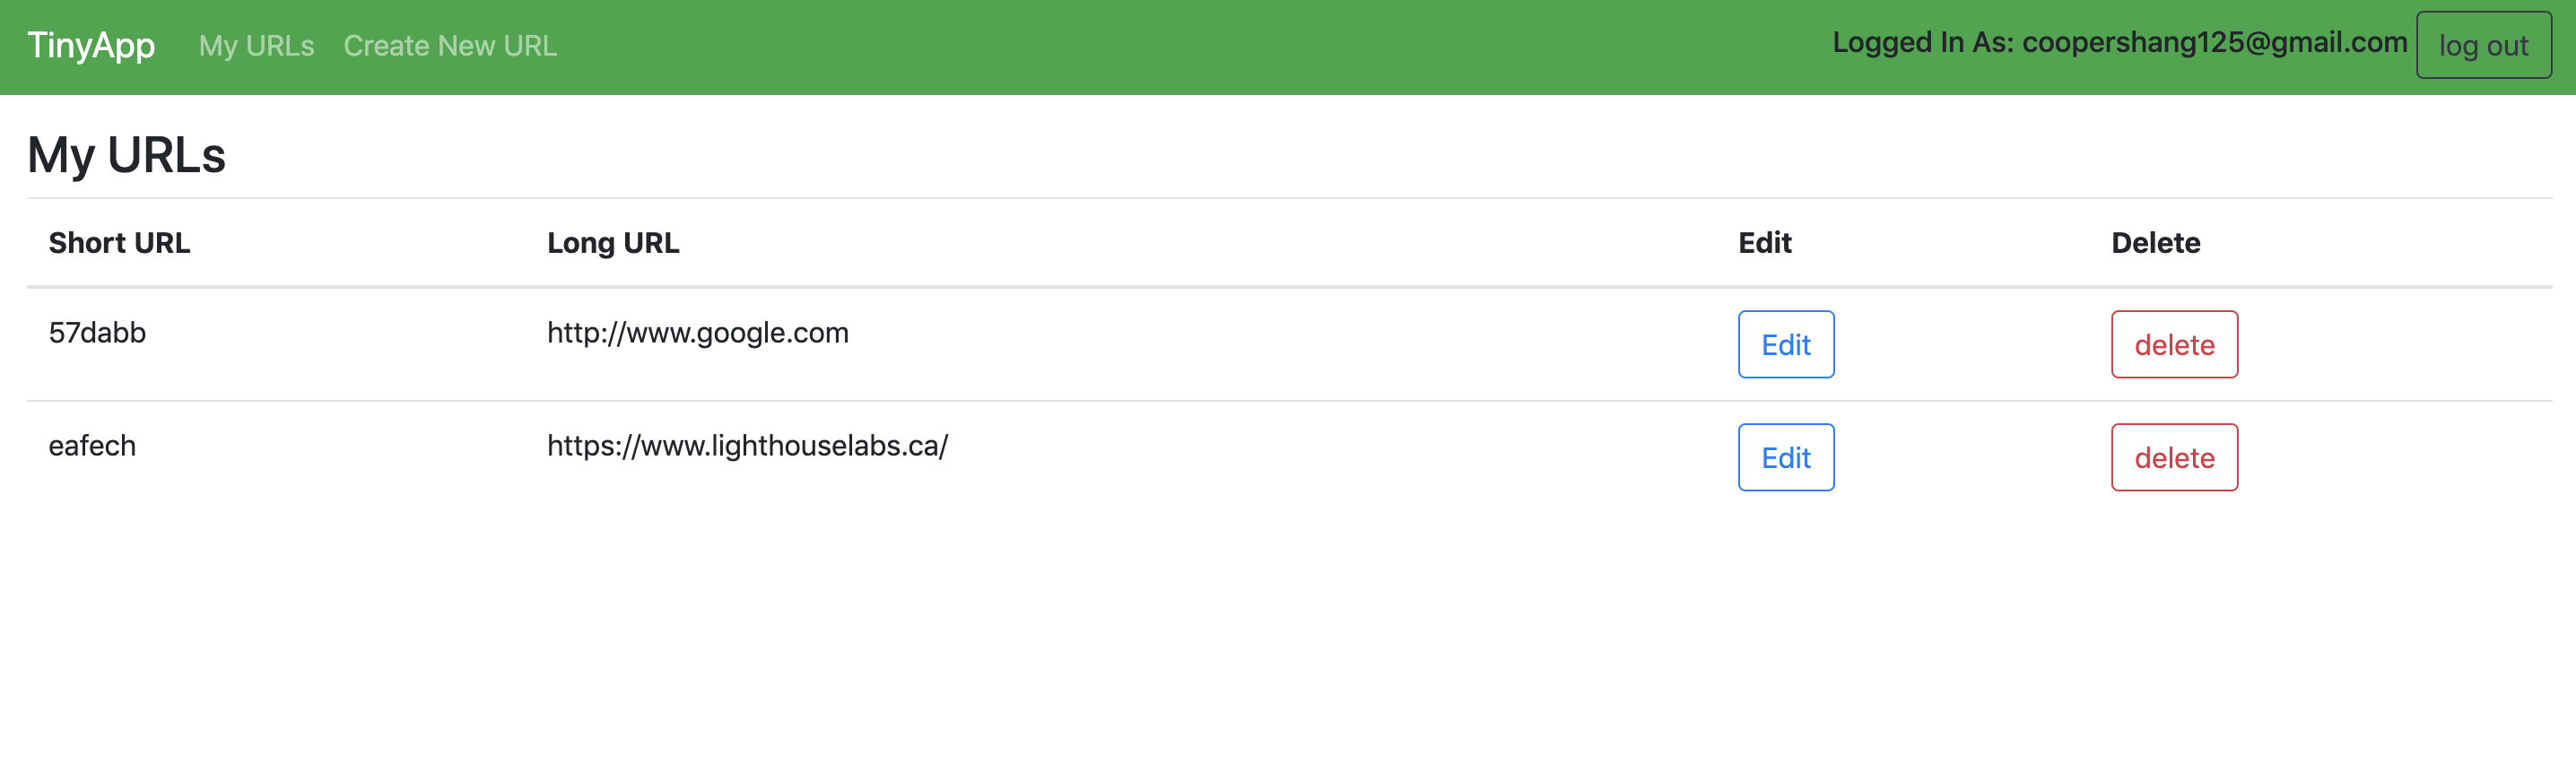 TinyApp My URLs Create New URL Logged In As: coopershang125@gmail.com log out
My URLs
Short URL Long URL Edit Delete
57dabb http://www.google.com Edit delete
eafech https://www.lighthouselabs.ca/ Edit delete